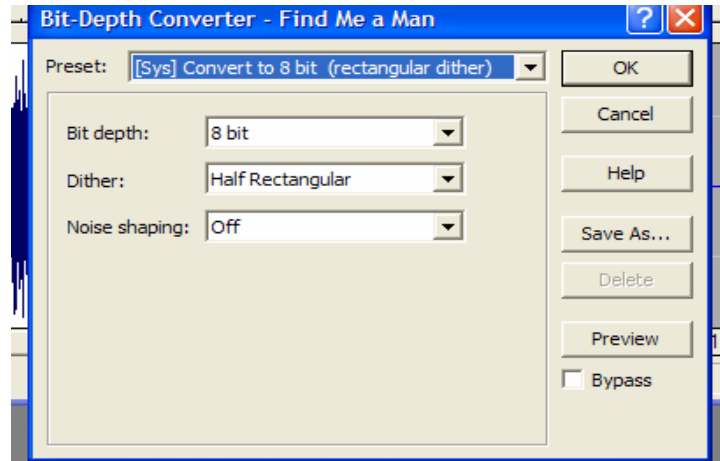 Bit-Depth Converter - Find Me a Man
Preset: [Sys] Convert to 8 bit (rectangular dither)
OK
Cancel
Help
Save As...
Delete
Preview
Bypass
Bit depth: 8 bit
Dither: Half Rectangular
Noise shaping: Off